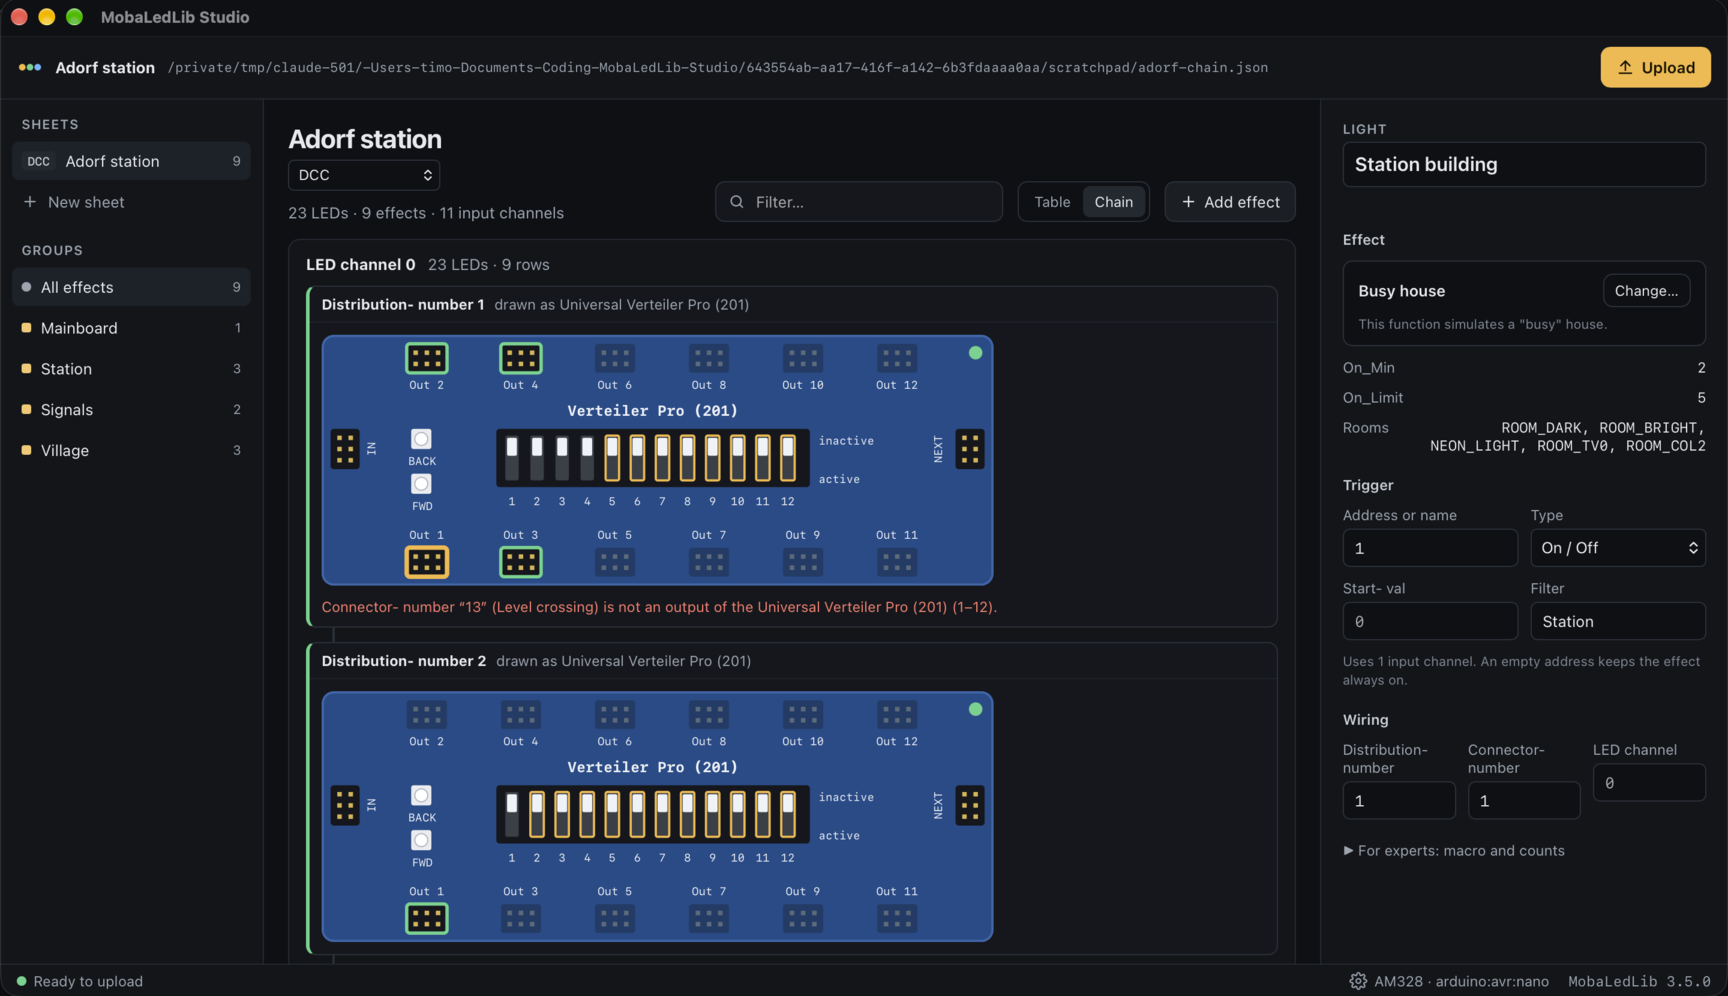 MobaLedLib Studio
Adorf station /private/tmp/claude-501/-Users-timo-Documents-Coding-MobaLedLib-Studio/643554ab-aa17-416f-a142-6b3fdaaaa0aa/scratchpad/adorf-chain.json
Upload
SHEETS
DCC Adorf station 9
+ New sheet
GROUPS
All effects 9
Mainboard 1
Station 3
Signals 2
Village 3
Adorf station
DCC
23 LEDs · 9 effects · 11 input channels
Filter...
Table Chain
+ Add effect
LED channel 0 23 LEDs · 9 rows
Distribution- number 1 drawn as Universal Verteiler Pro (201)
Out 2 Out 4 Out 6 Out 8 Out 10 Out 12
Verteiler Pro (201)
IN
BACK
FWD
inactive
active
NEXT
1 2 3 4 5 6 7 8 9 10 11 12
Out 1 Out 3 Out 5 Out 7 Out 9 Out 11
Connector- number “13” (Level crossing) is not an output of the Universal Verteiler Pro (201) (1–12).
Distribution- number 2 drawn as Universal Verteiler Pro (201)
Out 2 Out 4 Out 6 Out 8 Out 10 Out 12
Verteiler Pro (201)
IN
BACK
FWD
inactive
active
NEXT
1 2 3 4 5 6 7 8 9 10 11 12
Out 1 Out 3 Out 5 Out 7 Out 9 Out 11
LIGHT
Station building
Effect
Busy house Change...
This function simulates a "busy" house.
On_Min 2
On_Limit 5
Rooms ROOM_DARK, ROOM_BRIGHT,
NEON_LIGHT, ROOM_TV0, ROOM_COL2
Trigger
Address or name Type
1 On / Off
Start- val Filter
0 Station
Uses 1 input channel. An empty address keeps the effect
always on.
Wiring
Distribution- Connector- LED channel
number number
1 1 0
For experts: macro and counts
Ready to upload
AM328 · arduino:avr:nano MobaLedLib 3.5.0